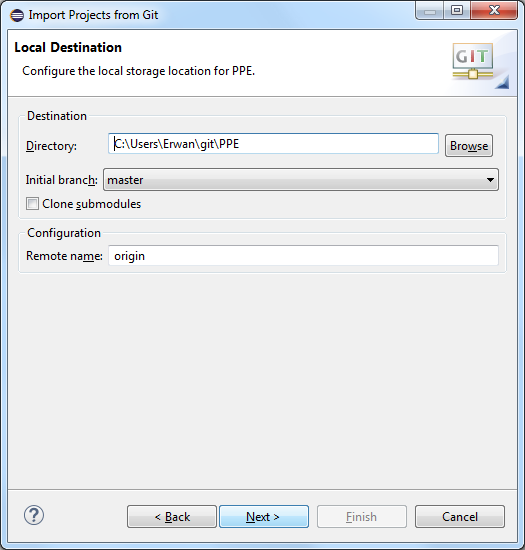 Import Projects from Git
Local Destination
Configure the local storage location for PPE.
GIT
Destination
Directory: C:\Users\Erwan\git\PPE Browse
Initial branch: master
Clone submodules
Configuration
Remote name: origin
? < Back Next > Finish Cancel